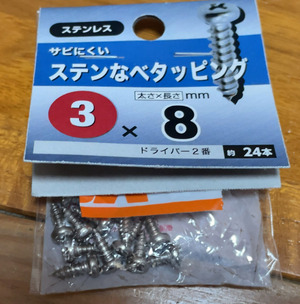 ステンレス
サビにくい
ステンなべタッピング
太さ×長さ mm
3 × 8
ドライバー2番
約 24本